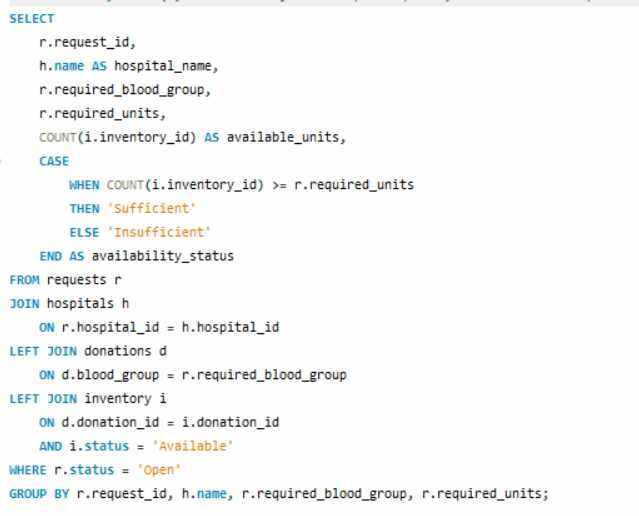 SELECT
r.request_id,
h.name AS hospital_name,
r.required_blood_group,
r.required_units,
COUNT(i.inventory_id) AS available_units,
CASE
WHEN COUNT(i.inventory_id) >= r.required_units
THEN 'Sufficient'
ELSE 'Insufficient'
END AS availability_status
FROM requests r
JOIN hospitals h
ON r.hospital_id = h.hospital_id
LEFT JOIN donations d
ON d.blood_group = r.required_blood_group
LEFT JOIN inventory i
ON d.donation_id = i.donation_id
AND i.status = 'Available'
WHERE r.status = 'Open'
GROUP BY r.request_id, h.name, r.required_blood_group, r.required_units;